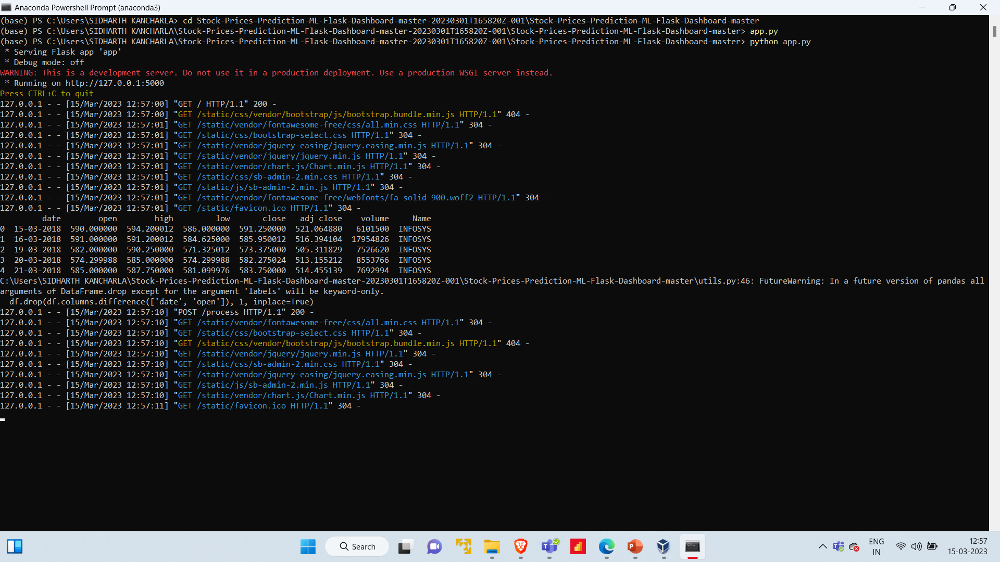 Anaconda Powershell Prompt (anaconda3)
(base) PS C:\Users\SIDHARTH KANCHARLA> cd Stock-Prices-Prediction-ML-Flask-Dashboard-master-20230301T165820Z-001\Stock-Prices-Prediction-ML-Flask-Dashboard-master
(base) PS C:\Users\SIDHARTH KANCHARLA\Stock-Prices-Prediction-ML-Flask-Dashboard-master-20230301T165820Z-001\Stock-Prices-Prediction-ML-Flask-Dashboard-master> app.py
(base) PS C:\Users\SIDHARTH KANCHARLA\Stock-Prices-Prediction-ML-Flask-Dashboard-master-20230301T165820Z-001\Stock-Prices-Prediction-ML-Flask-Dashboard-master> python app.py
 * Serving Flask app 'app'
 * Debug mode: off
WARNING: This is a development server. Do not use it in a production deployment. Use a production WSGI server instead.
 * Running on http://127.0.0.1:5000
Press CTRL+C to quit
127.0.0.1 - - [15/Mar/2023 12:57:00] "GET / HTTP/1.1" 200 -
127.0.0.1 - - [15/Mar/2023 12:57:00] "GET /static/css/vendor/bootstrap/js/bootstrap.bundle.min.js HTTP/1.1" 404 -
127.0.0.1 - - [15/Mar/2023 12:57:01] "GET /static/vendor/fontawesome-free/css/all.min.css HTTP/1.1" 304 -
127.0.0.1 - - [15/Mar/2023 12:57:01] "GET /static/css/bootstrap-select.css HTTP/1.1" 304 -
127.0.0.1 - - [15/Mar/2023 12:57:01] "GET /static/vendor/jquery-easing/jquery.easing.min.js HTTP/1.1" 304 -
127.0.0.1 - - [15/Mar/2023 12:57:01] "GET /static/vendor/jquery/jquery.min.js HTTP/1.1" 304 -
127.0.0.1 - - [15/Mar/2023 12:57:01] "GET /static/vendor/chart.js/Chart.min.js HTTP/1.1" 304 -
127.0.0.1 - - [15/Mar/2023 12:57:01] "GET /static/css/sb-admin-2.min.css HTTP/1.1" 304 -
127.0.0.1 - - [15/Mar/2023 12:57:01] "GET /static/js/sb-admin-2.min.js HTTP/1.1" 304 -
127.0.0.1 - - [15/Mar/2023 12:57:01] "GET /static/vendor/fontawesome-free/webfonts/fa-solid-900.woff2 HTTP/1.1" 304 -
127.0.0.1 - - [15/Mar/2023 12:57:01] "GET /static/favicon.ico HTTP/1.1" 304 -
         date        open        high         low       close   adj close    volume     Name
0  15-03-2018  590.000000  594.200012  586.000000  591.250000  521.064880   6101500  INFOSYS
1  16-03-2018  591.000000  591.200012  584.625000  585.950012  516.394104  17954826  INFOSYS
2  19-03-2018  582.000000  590.250000  571.325012  573.375000  505.311829   7526620  INFOSYS
3  20-03-2018  574.299988  585.000000  574.299988  582.275024  513.155212   8553766  INFOSYS
4  21-03-2018  585.000000  587.750000  581.099976  583.750000  514.455139   7692994  INFOSYS
C:\Users\SIDHARTH KANCHARLA\Stock-Prices-Prediction-ML-Flask-Dashboard-master-20230301T165820Z-001\Stock-Prices-Prediction-ML-Flask-Dashboard-master\utils.py:46: FutureWarning: In a future version of pandas all
arguments of DataFrame.drop except for the argument 'labels' will be keyword-only.
  df.drop(df.columns.difference(['date', 'open']), 1, inplace=True)
127.0.0.1 - - [15/Mar/2023 12:57:10] "POST /process HTTP/1.1" 200 -
127.0.0.1 - - [15/Mar/2023 12:57:10] "GET /static/vendor/fontawesome-free/css/all.min.css HTTP/1.1" 304 -
127.0.0.1 - - [15/Mar/2023 12:57:10] "GET /static/css/bootstrap-select.css HTTP/1.1" 304 -
127.0.0.1 - - [15/Mar/2023 12:57:10] "GET /static/css/vendor/bootstrap/js/bootstrap.bundle.min.js HTTP/1.1" 404 -
127.0.0.1 - - [15/Mar/2023 12:57:10] "GET /static/vendor/jquery/jquery.min.js HTTP/1.1" 304 -
127.0.0.1 - - [15/Mar/2023 12:57:10] "GET /static/css/sb-admin-2.min.css HTTP/1.1" 304 -
127.0.0.1 - - [15/Mar/2023 12:57:10] "GET /static/vendor/jquery-easing/jquery.easing.min.js HTTP/1.1" 304 -
127.0.0.1 - - [15/Mar/2023 12:57:10] "GET /static/js/sb-admin-2.min.js HTTP/1.1" 304 -
127.0.0.1 - - [15/Mar/2023 12:57:10] "GET /static/vendor/chart.js/Chart.min.js HTTP/1.1" 304 -
127.0.0.1 - - [15/Mar/2023 12:57:11] "GET /static/favicon.ico HTTP/1.1" 304 -
Search
ENG
IN
12:57
15-03-2023